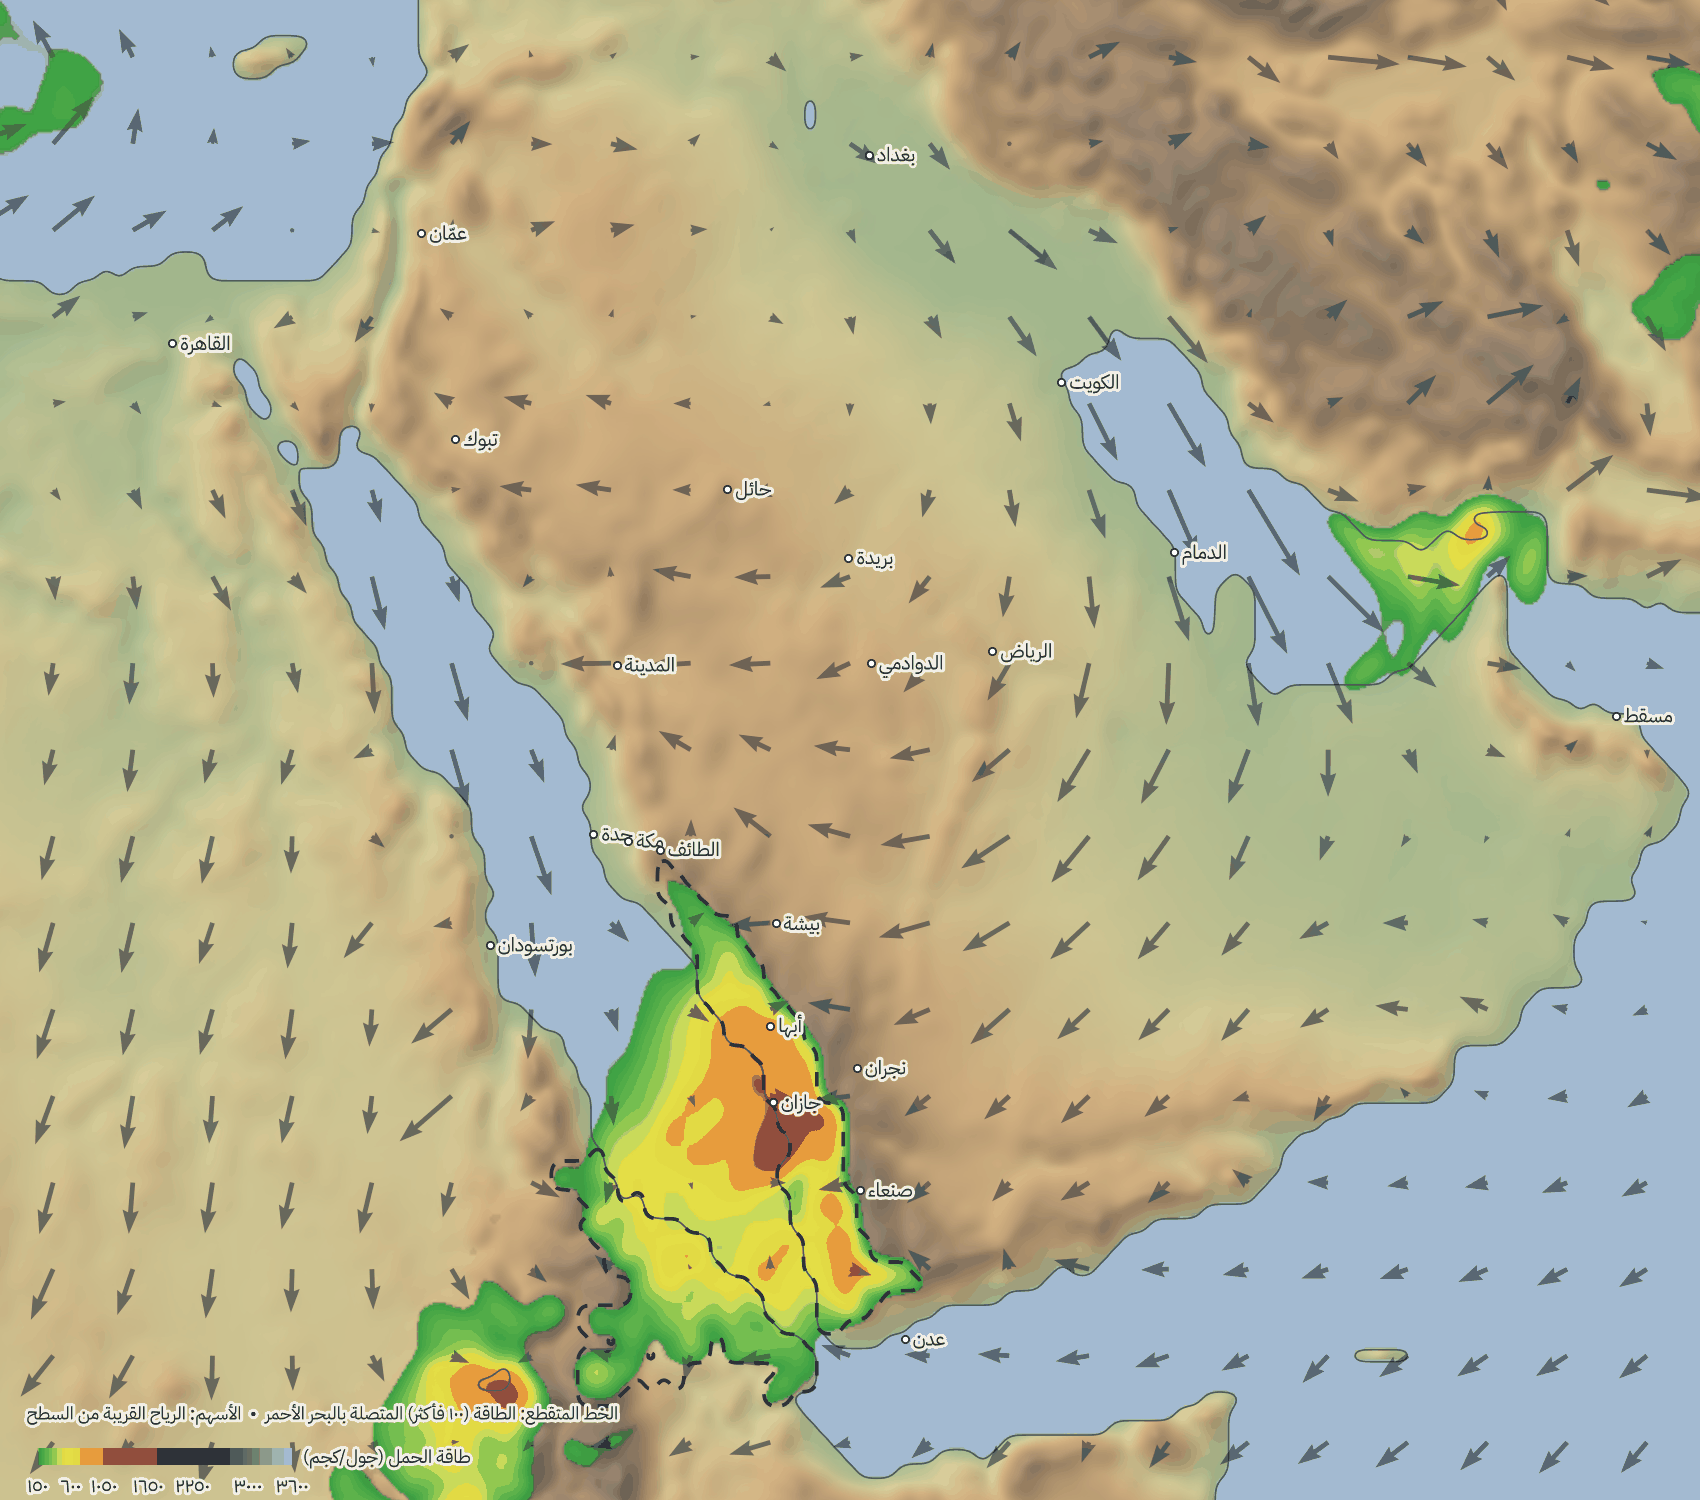 بغداد
عمّان
القاهرة
الكويت
تبوك
حائل
الدمام
بريدة
الرياض
الدوادمي
المدينة
مسقط
جدة
مكة
الطائف
بيشة
بورتسودان
أبها
نجران
جازان
صنعاء
عدن
الخط المتقطع: الطاقة (١٠٠ فأكثر) المتصلة بالبحر الأحمر • الأسهم: الرياح القريبة من السطح
طاقة الحمل (جول/كجم)
١٥٠ ٦٠٠ ١٠٥٠ ١٦٥٠ ٢٢٥٠ ٣٠٠٠ ٣٦٠٠